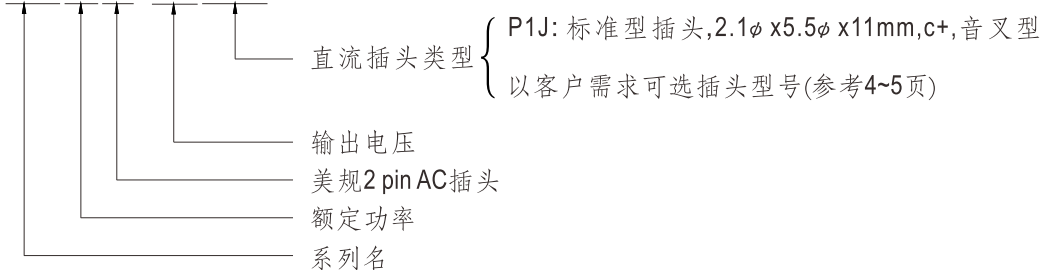 P1J: 标准型插头,2.1ø x5.5ø x11mm,c+,音叉型
直流插头类型
以客户需求可选插头型号(参考4~5页)
输出电压
美规2 pin AC插头
额定功率
系列名